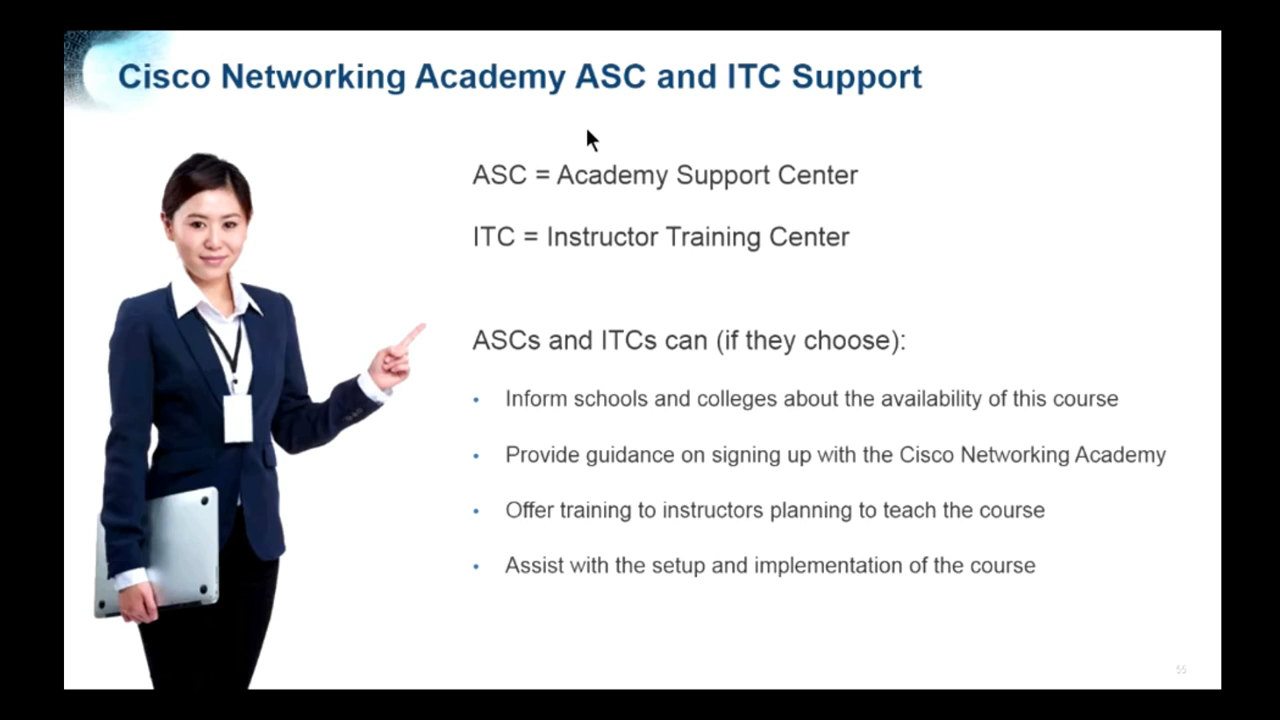 Cisco Networking Academy ASC and ITC Support
ASC = Academy Support Center
ITC = Instructor Training Center
ASCs and ITCs can (if they choose):
• Inform schools and colleges about the availability of this course
• Provide guidance on signing up with the Cisco Networking Academy
• Offer training to instructors planning to teach the course
• Assist with the setup and implementation of the course